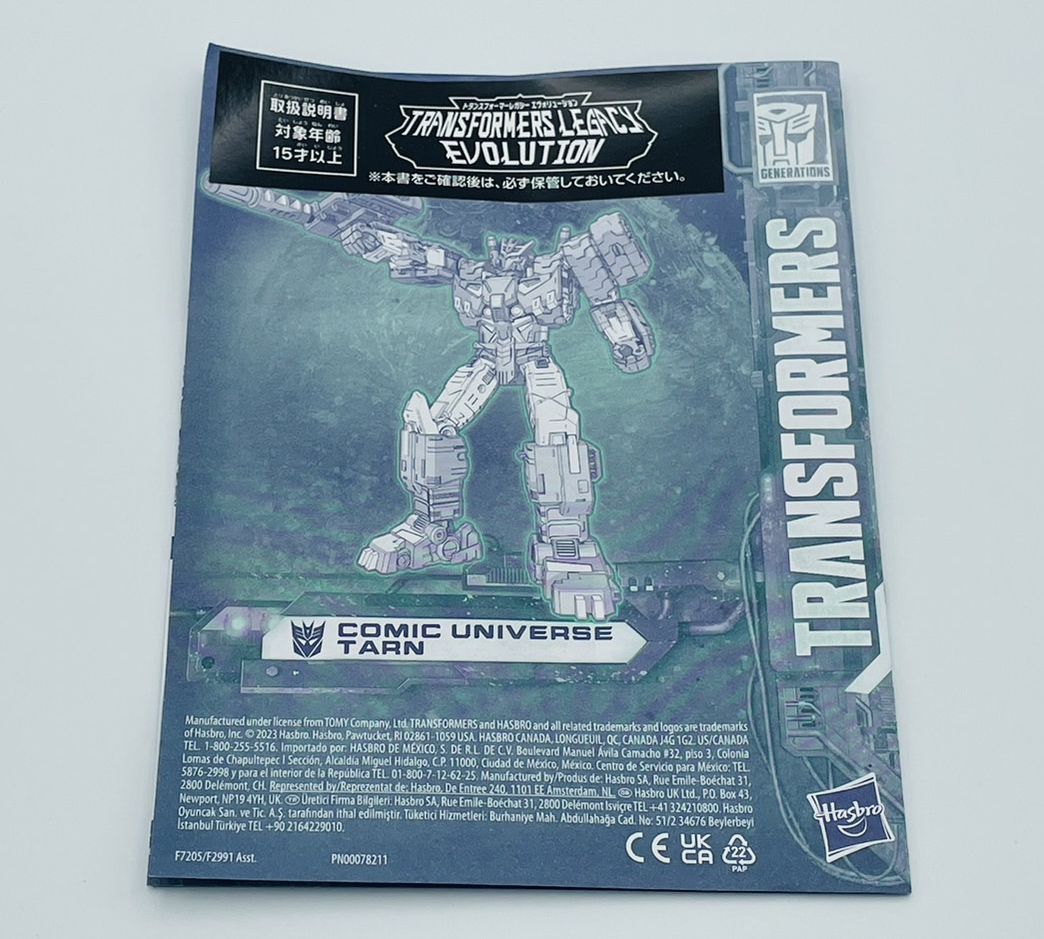 取扱説明書
対象年齢
15才以上
トランスフォーマーレガシー エヴォリューション
TRANSFORMERS LEGACY
EVOLUTION
※本書をご確認後は、必ず保管しておいてください。
GENERATIONS
TRANSFORMERS
COMIC UNIVERSE
TARN
Manufactured under license from TOMY Company, Ltd. TRANSFORMERS and HASBRO and all related trademarks and logos are trademarks
of Hasbro, Inc. © 2023 Hasbro. Hasbro, Pawtucket, RI 02861-1059 USA. HASBRO CANADA, LONGUEUIL, QC, CANADA J4G 1G2. US/CANADA
TEL. 1-800-255-5516. Importado por: HASBRO DE MÉXICO, S. DE R.L. DE C.V. Boulevard Manuel Ávila Camacho #32, piso 3, Colonia
Lomas de Chapultepec I Sección, Alcaldía Miguel Hidalgo, C.P. 11000, Ciudad de México, México. Centro de Servicio para México: TEL.
5876-2998 y para el interior de la República TEL. 01-800-7-12-62-25. Manufactured by/Produs de: Hasbro SA, Rue Emile-Boéchat 31,
2800 Delémont, CH. Represented by/Reprezentat de: Hasbro, De Entree 240, 1101 EE Amsterdam, NL. GB Hasbro UK Ltd., P.O. Box 43,
Newport, NP19 4YH, UK. TR Üretici Firma Bilgileri: Hasbro SA, Rue Emile-Boéchat 31, 2800 Delémont İsviçre TEL +41 324210800. Hasbro
Oyuncak San. ve Tic. A.Ş. tarafından ithal edilmiştir. Tüketici Hizmetleri: Burhaniye Mah. Abdullahağa Cad. No: 51/2 34676 Beylerbeyi
İstanbul Türkiye TEL +90 2164229010.
F7205/F2991 Asst.
PN00078211
CE
UK
CA
22
PAP
Hasbro